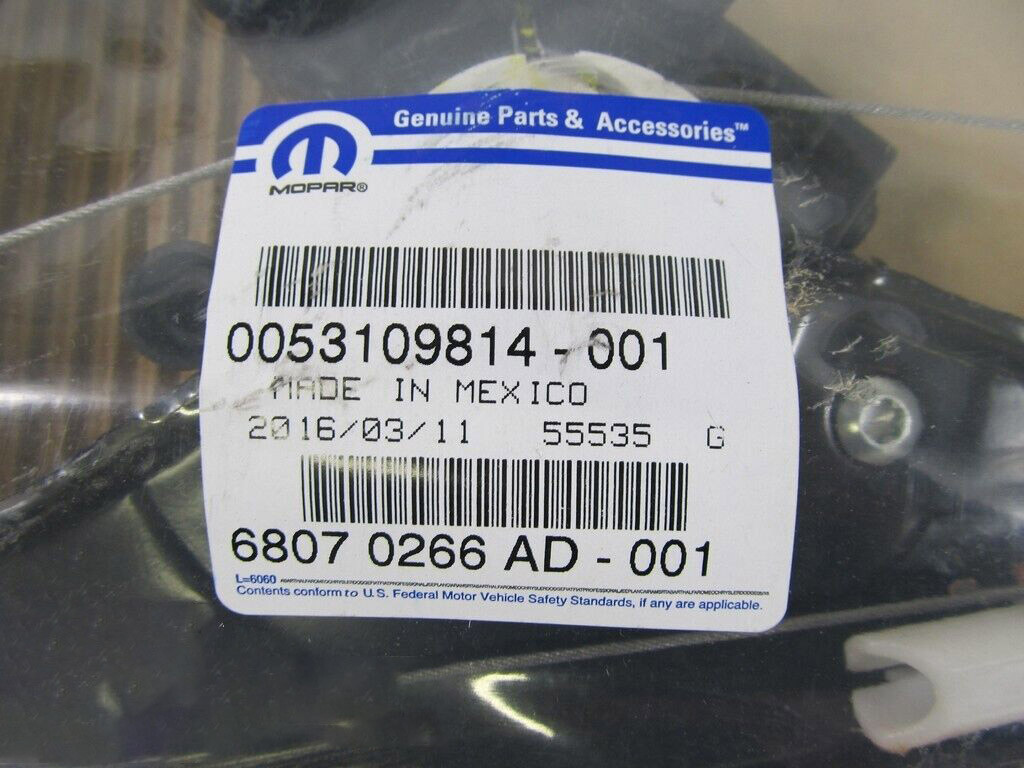 Genuine Parts & Accessories™
MOPAR®
0053109814 - 001
MADE IN MEXICO
2016/03/11 55535 G
6807 0266 AD - 001
L=6060
Contents conform to U.S. Federal Motor Vehicle Safety Standards, if any are applicable.